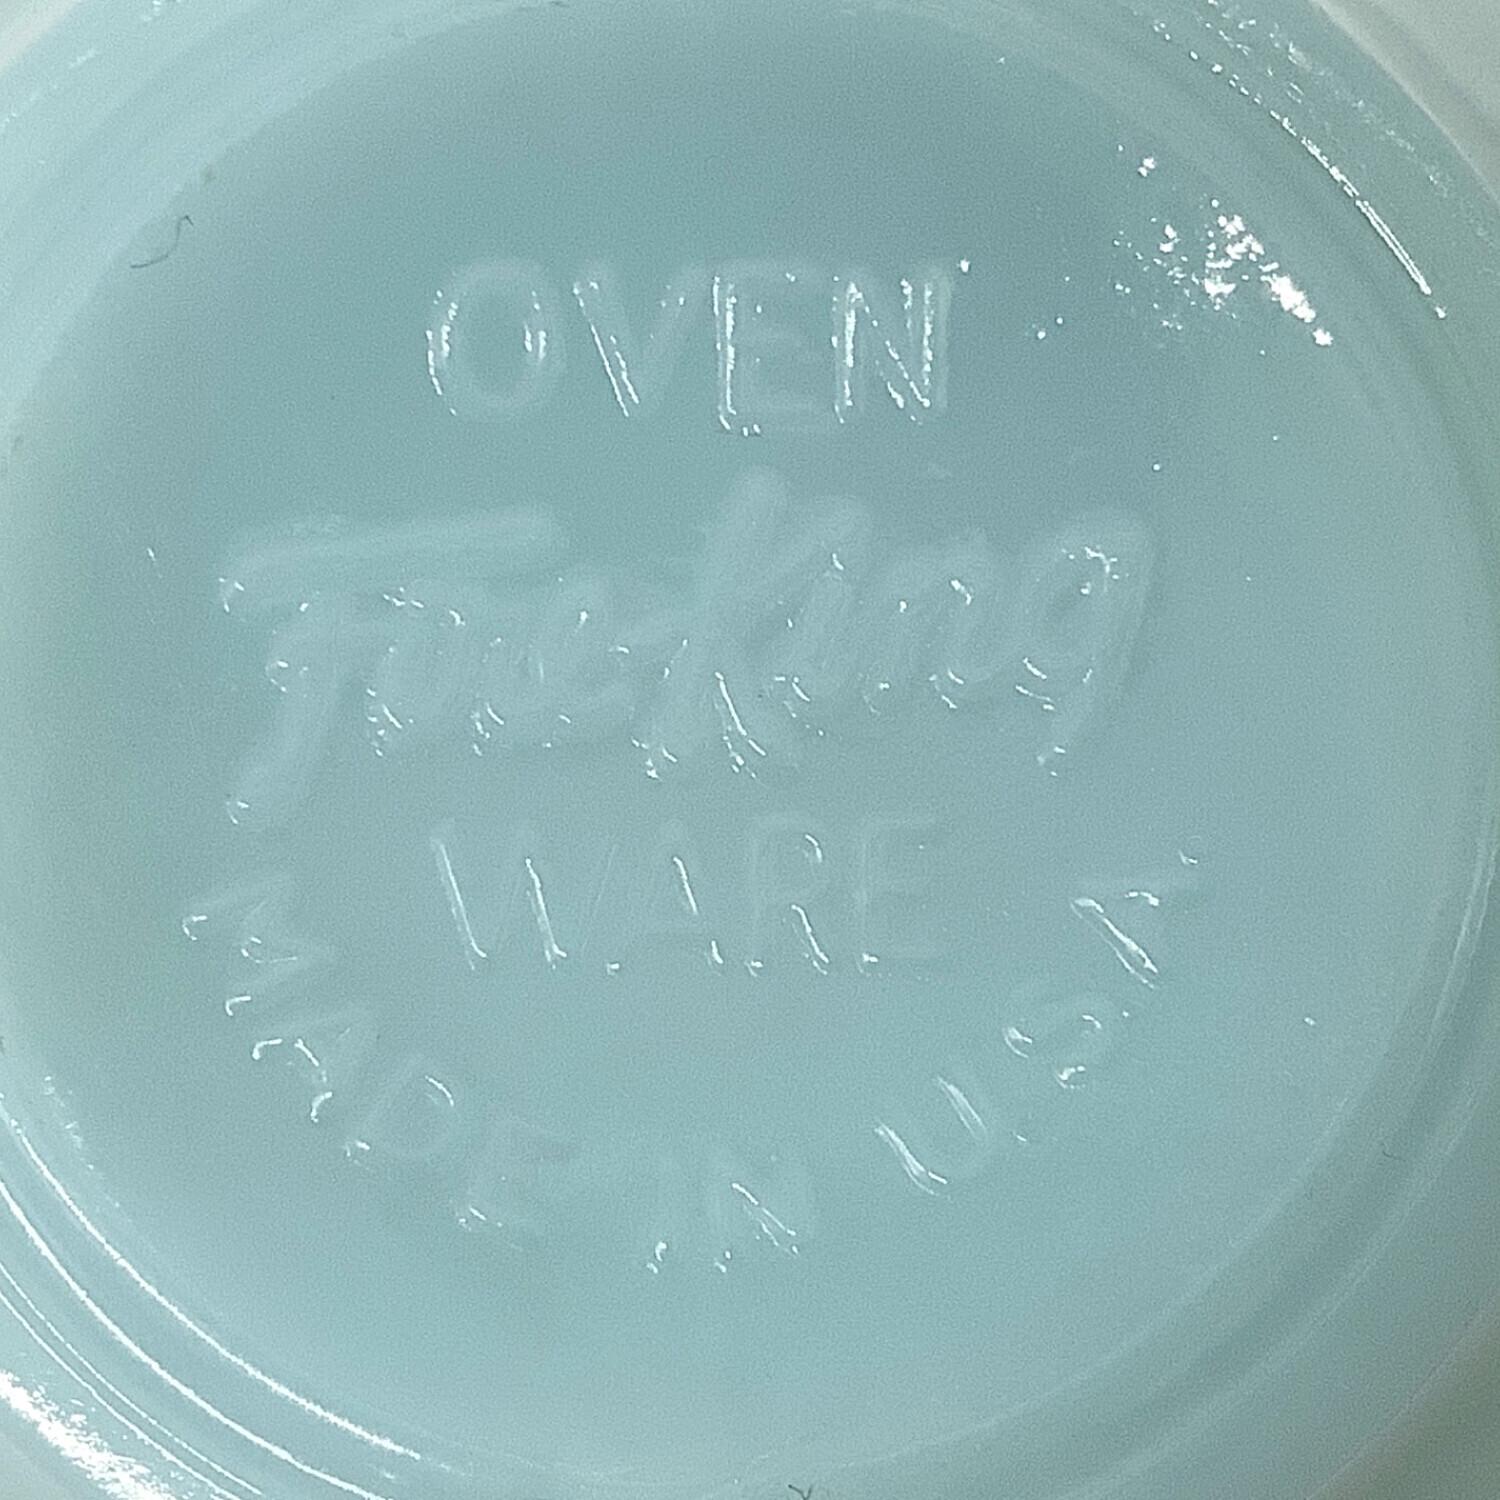 OVEN
Fire-King
WARE
MADE IN USA